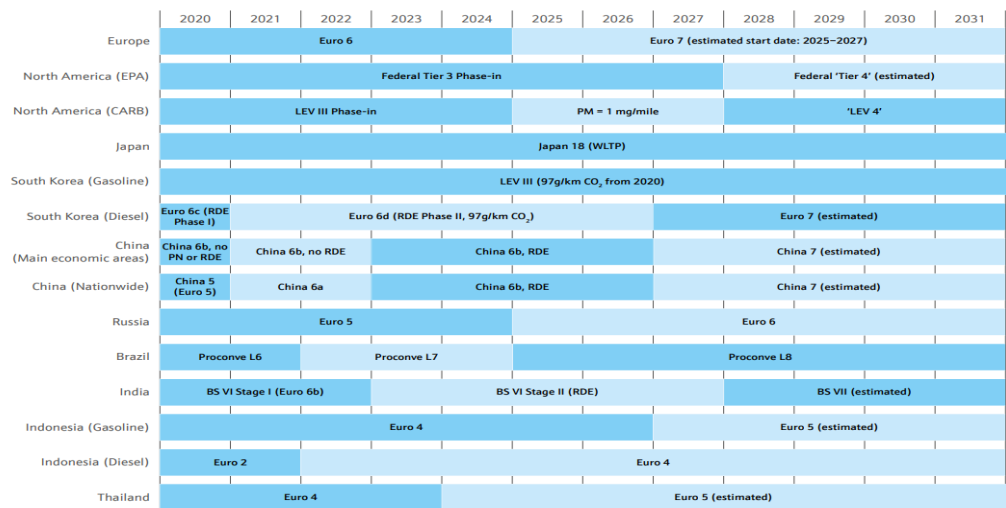 2020 2021 2022 2023 2024 2025 2026 2027 2028 2029 2030 2031
Europe Euro 6 Euro 7 (estimated start date: 2025–2027)
North America (EPA) Federal Tier 3 Phase-in Federal ‘Tier 4’ (estimated)
North America (CARB) LEV III Phase-in PM = 1 mg/mile ‘LEV 4’
Japan Japan 18 (WLTP)
South Korea (Gasoline) LEV III (97g/km CO₂ from 2020)
South Korea (Diesel) Euro 6c (RDE Phase I) Euro 6d (RDE Phase II, 97g/km CO₂) Euro 7 (estimated)
China (Main economic areas) China 6b, no PN or RDE China 6b, no RDE China 6b, RDE China 7 (estimated)
China (Nationwide) China 5 (Euro 5) China 6a China 6b, RDE China 7 (estimated)
Russia Euro 5 Euro 6
Brazil Proconve L6 Proconve L7 Proconve L8
India BS VI Stage I (Euro 6b) BS VI Stage II (RDE) BS VII (estimated)
Indonesia (Gasoline) Euro 4 Euro 5 (estimated)
Indonesia (Diesel) Euro 2 Euro 4
Thailand Euro 4 Euro 5 (estimated)